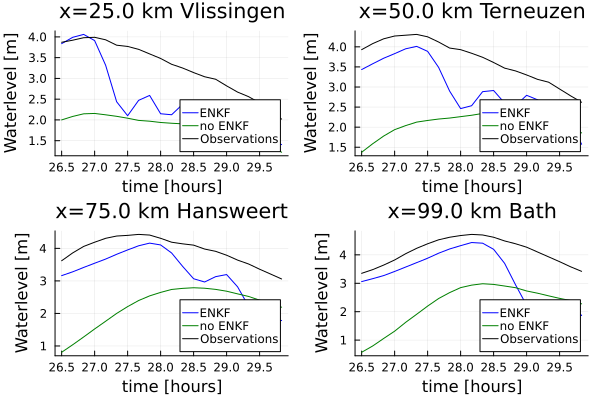 x=25.0 km Vlissingen
Waterlevel [m]
4.0
3.5
3.0
2.5
2.0
1.5
26.5 27.0 27.5 28.0 28.5 29.0 29.5
time [hours]
ENKF
no ENKF
Observations
x=50.0 km Terneuzen
Waterlevel [m]
4.0
3.5
3.0
2.5
2.0
1.5
26.5 27.0 27.5 28.0 28.5 29.0 29.5
time [hours]
ENKF
no ENKF
Observations
x=75.0 km Hansweert
Waterlevel [m]
4
3
2
1
26.5 27.0 27.5 28.0 28.5 29.0 29.5
time [hours]
ENKF
no ENKF
Observations
x=99.0 km Bath
Waterlevel [m]
4
3
2
1
26.5 27.0 27.5 28.0 28.5 29.0 29.5
time [hours]
ENKF
no ENKF
Observations